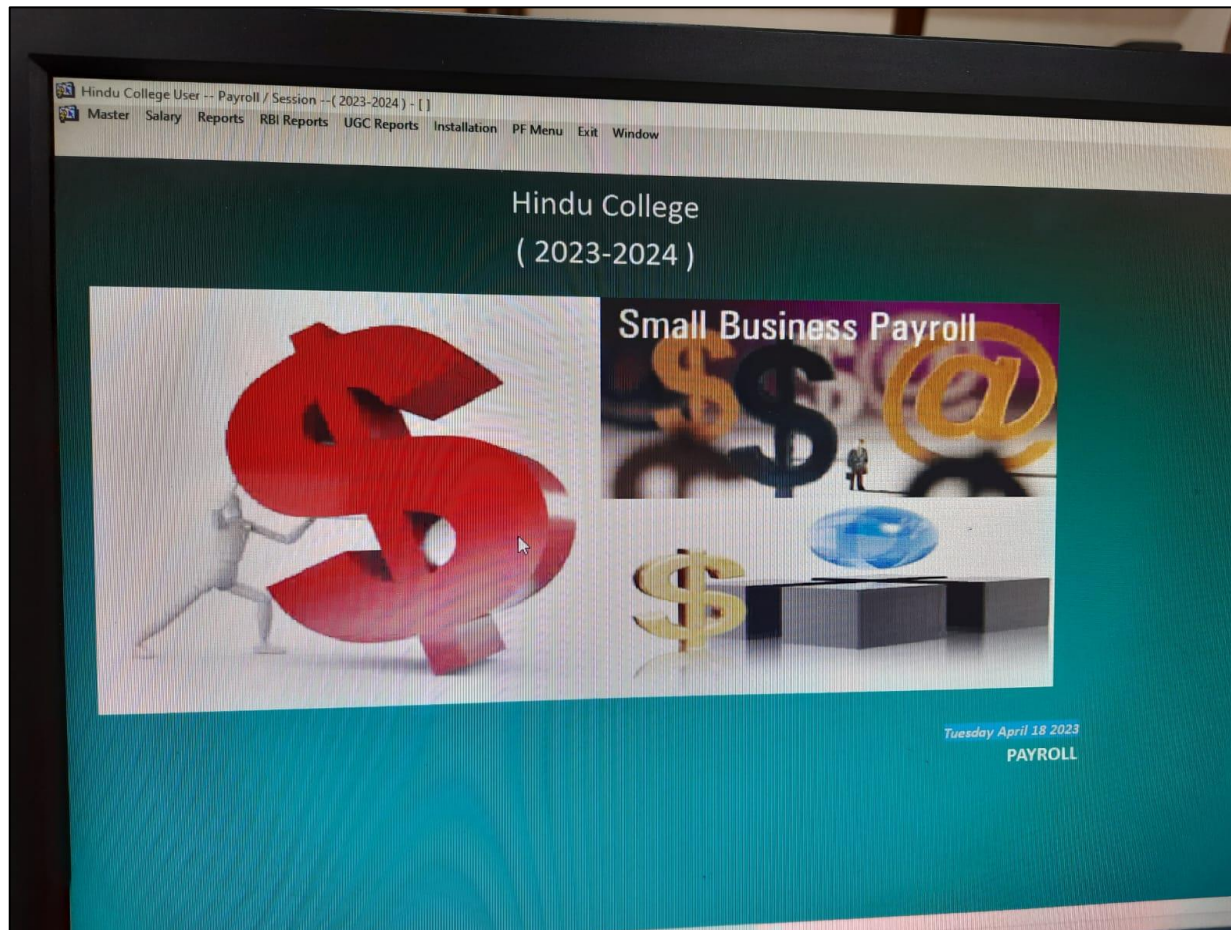 Hindu College User -- Payroll / Session --( 2023-2024 ) - [ ]
Master Salary Reports RBI Reports UGC Reports Installation PF Menu Exit Window
Hindu College
( 2023-2024 )
Small Business Payroll
Tuesday April 18 2023
PAYROLL